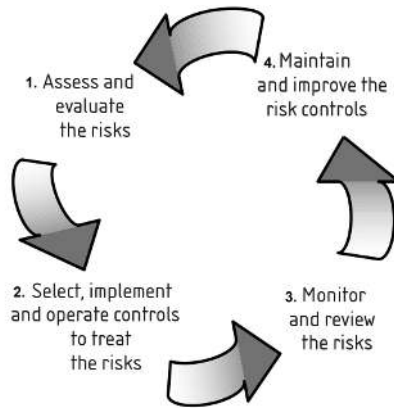 1. Assess and
evaluate
the risks
2. Select, implement
and operate controls
to treat
the risks
3. Monitor
and review
the risks
4. Maintain
and improve the
risk controls